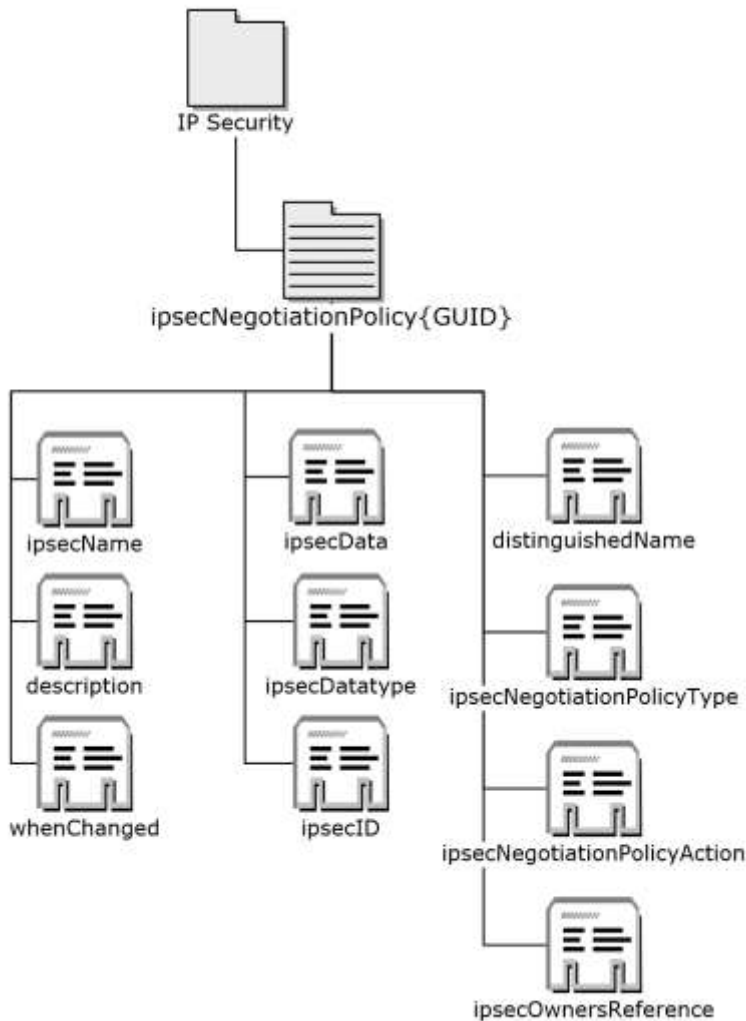 IP Security
ipsecNegotiationPolicy{GUID}
ipsecName
ipsecData
distinguishedName
description
ipsecDatatype
ipsecNegotiationPolicyType
whenChanged
ipsecID
ipsecNegotiationPolicyAction
ipsecOwnersReference